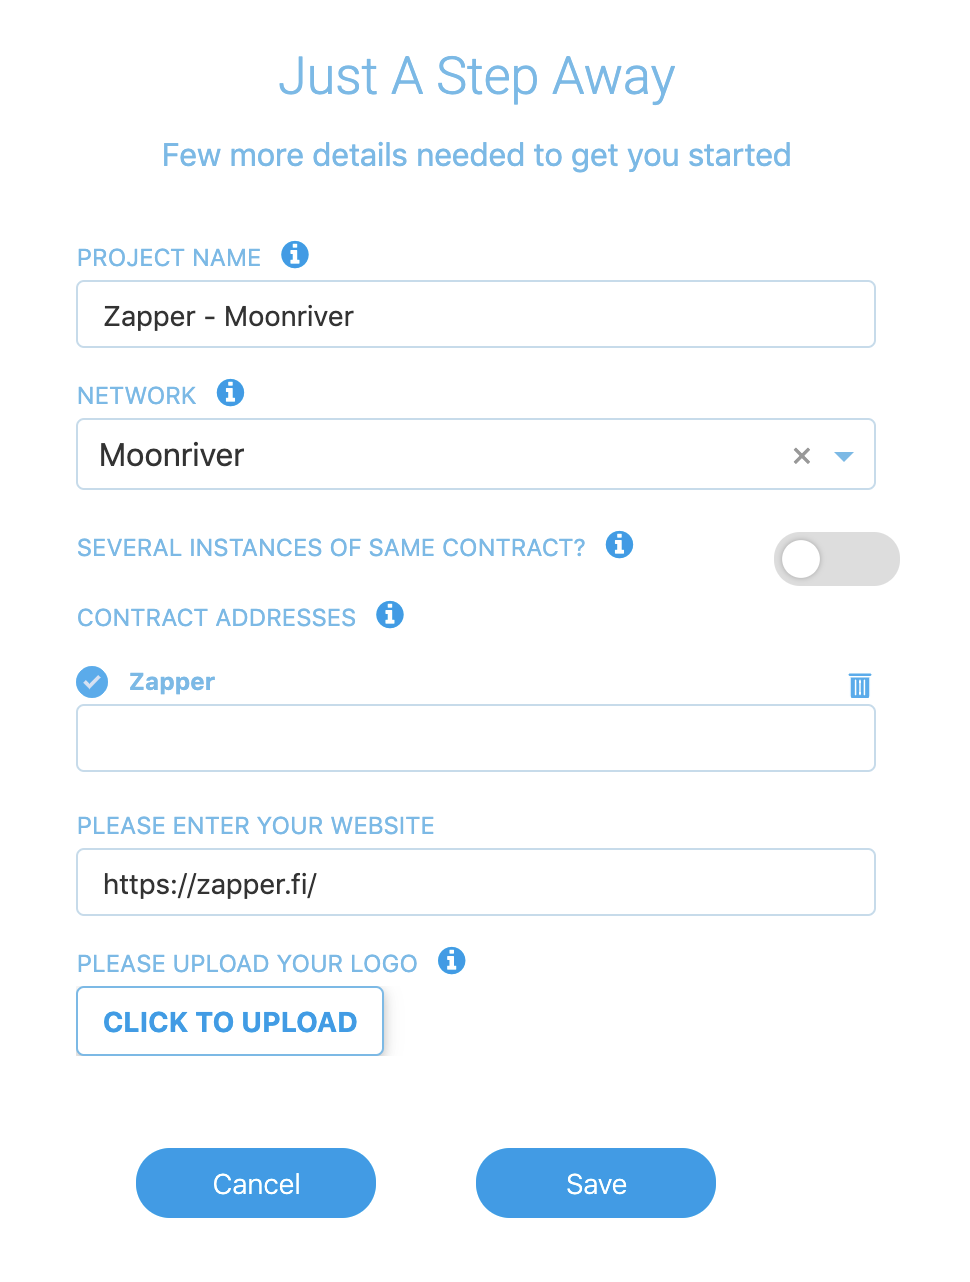 Just A Step Away
Few more details needed to get you started
PROJECT NAME
Zapper - Moonriver
NETWORK
Moonriver
SEVERAL INSTANCES OF SAME CONTRACT?
CONTRACT ADDRESSES
Zapper
PLEASE ENTER YOUR WEBSITE
https://zapper.fi/
PLEASE UPLOAD YOUR LOGO
CLICK TO UPLOAD
Cancel Save